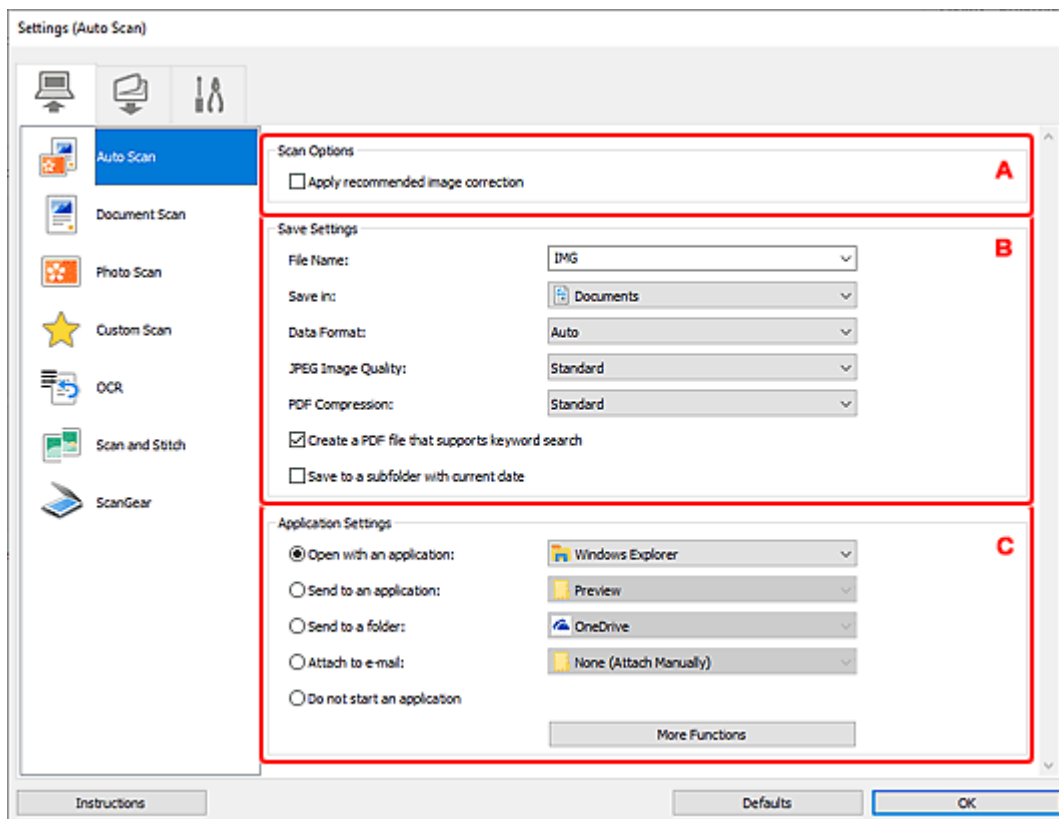 Settings (Auto Scan)
Auto Scan
Document Scan
Photo Scan
Custom Scan
OCR
Scan and Stitch
ScanGear
Scan Options
A
Apply recommended image correction
Save Settings
B
File Name: IMG
Save in: Documents
Data Format: Auto
JPEG Image Quality: Standard
PDF Compression: Standard
Create a PDF file that supports keyword search
Save to a subfolder with current date
Application Settings
C
Open with an application: Windows Explorer
Send to an application: Preview
Send to a folder: OneDrive
Attach to e-mail: None (Attach Manually)
Do not start an application
More Functions
Instructions Defaults OK